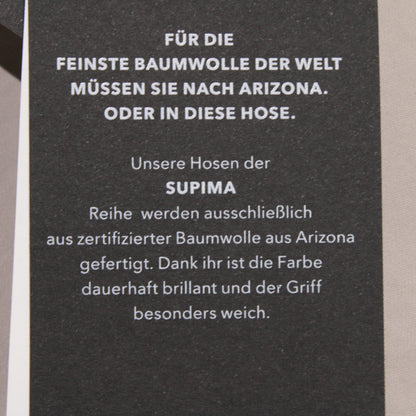 FÜR DIE
FEINSTE BAUMWOLLE DER WELT
MÜSSEN SIE NACH ARIZONA.
ODER IN DIESE HOSE.
Unsere Hosen der
SUPIMA
Reihe werden ausschließlich
aus zertifizierter Baumwolle aus Arizona
gefertigt. Dank ihr ist die Farbe
dauerhaft brillant und der Griff
besonders weich.